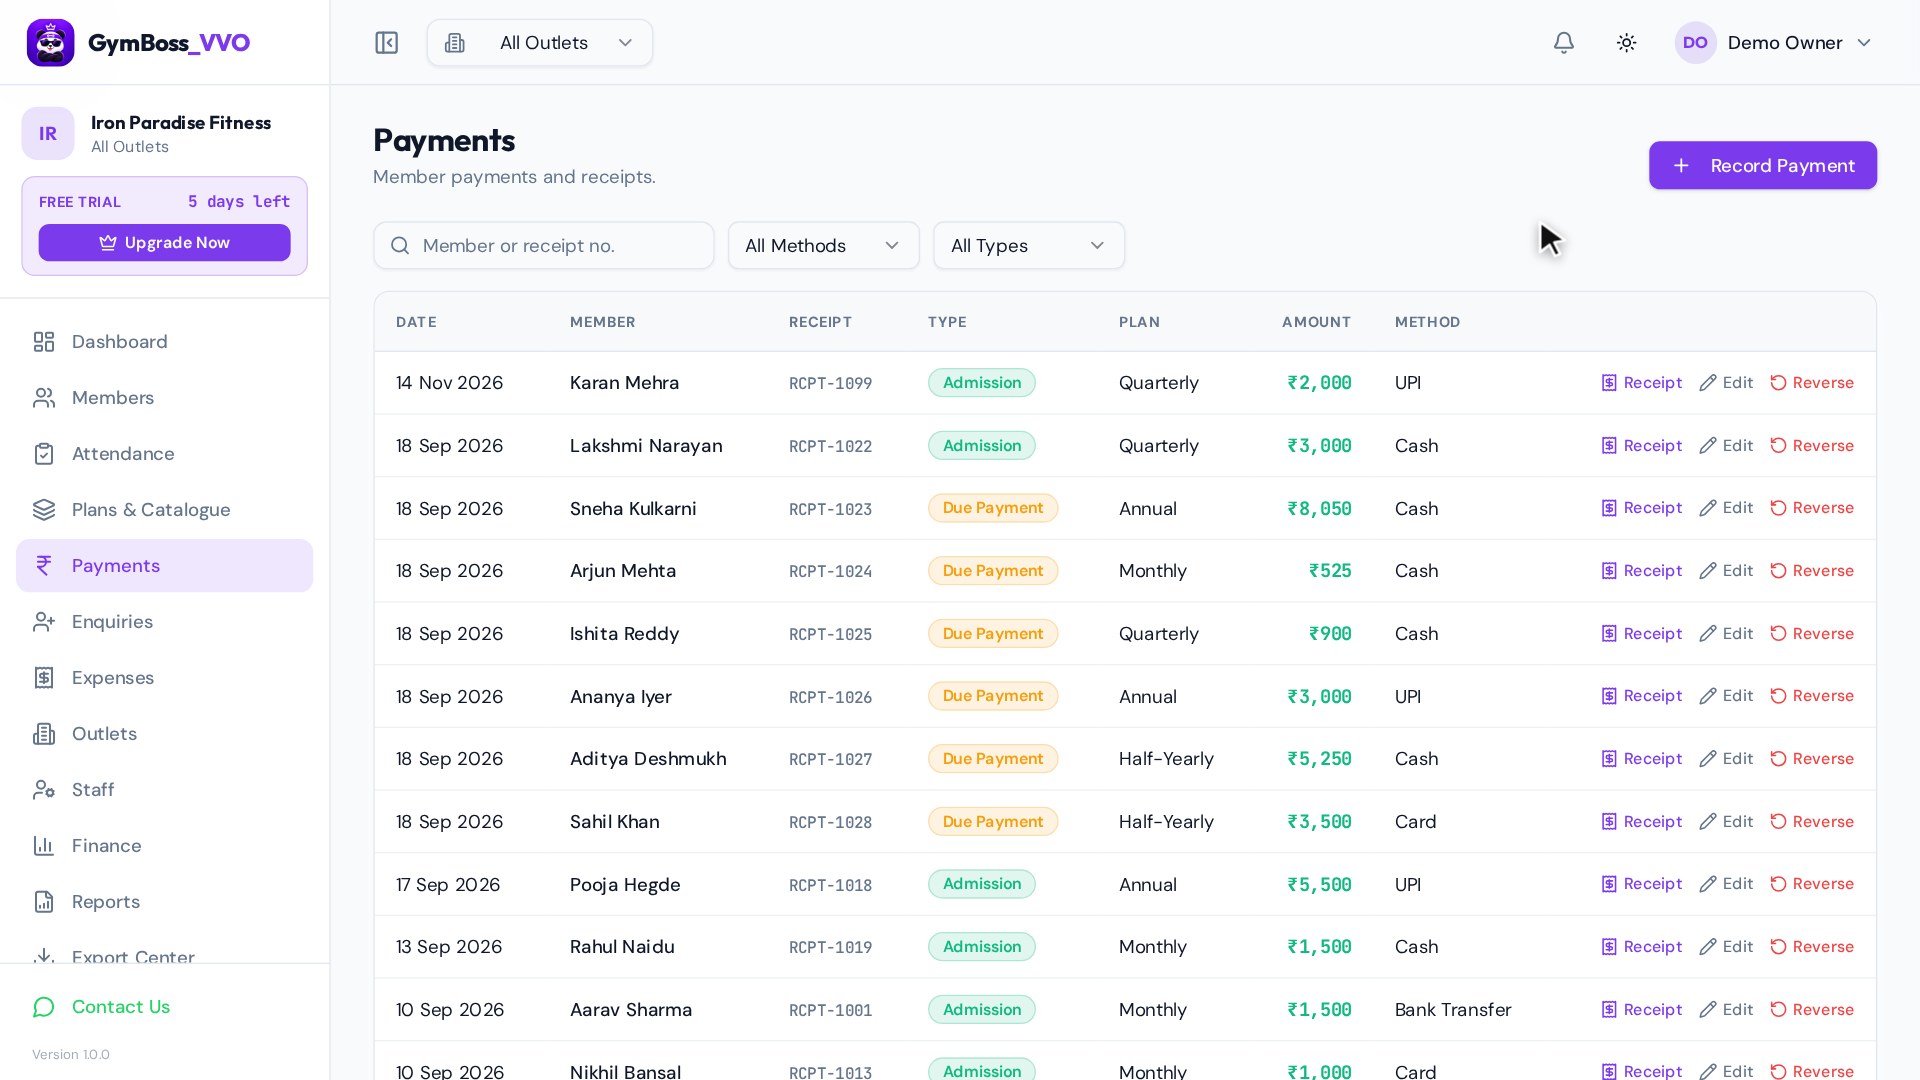 GymBoss_VVO
All Outlets
DO
Demo Owner
IR
Iron Paradise Fitness
All Outlets
FREE TRIAL
5 days left
Upgrade Now
Dashboard
Members
Attendance
Plans & Catalogue
Payments
Enquiries
Expenses
Outlets
Staff
Finance
Reports
Export Center
Contact Us
Version 1.0.0
Payments
Member payments and receipts.
Record Payment
Member or receipt no.
All Methods
All Types
DATE MEMBER RECEIPT TYPE PLAN AMOUNT METHOD
14 Nov 2026 Karan Mehra RCPT-1099 Admission Quarterly ₹2,000 UPI Receipt Edit Reverse
18 Sep 2026 Lakshmi Narayan RCPT-1022 Admission Quarterly ₹3,000 Cash Receipt Edit Reverse
18 Sep 2026 Sneha Kulkarni RCPT-1023 Due Payment Annual ₹8,050 Cash Receipt Edit Reverse
18 Sep 2026 Arjun Mehta RCPT-1024 Due Payment Monthly ₹525 Cash Receipt Edit Reverse
18 Sep 2026 Ishita Reddy RCPT-1025 Due Payment Quarterly ₹900 Cash Receipt Edit Reverse
18 Sep 2026 Ananya Iyer RCPT-1026 Due Payment Annual ₹3,000 UPI Receipt Edit Reverse
18 Sep 2026 Aditya Deshmukh RCPT-1027 Due Payment Half-Yearly ₹5,250 Cash Receipt Edit Reverse
18 Sep 2026 Sahil Khan RCPT-1028 Due Payment Half-Yearly ₹3,500 Card Receipt Edit Reverse
17 Sep 2026 Pooja Hegde RCPT-1018 Admission Annual ₹5,500 UPI Receipt Edit Reverse
13 Sep 2026 Rahul Naidu RCPT-1019 Admission Monthly ₹1,500 Cash Receipt Edit Reverse
10 Sep 2026 Aarav Sharma RCPT-1001 Admission Monthly ₹1,500 Bank Transfer Receipt Edit Reverse
10 Sep 2026 Nikhil Bansal RCPT-1013 Admission Monthly ₹1,000 Card Receipt Edit Reverse